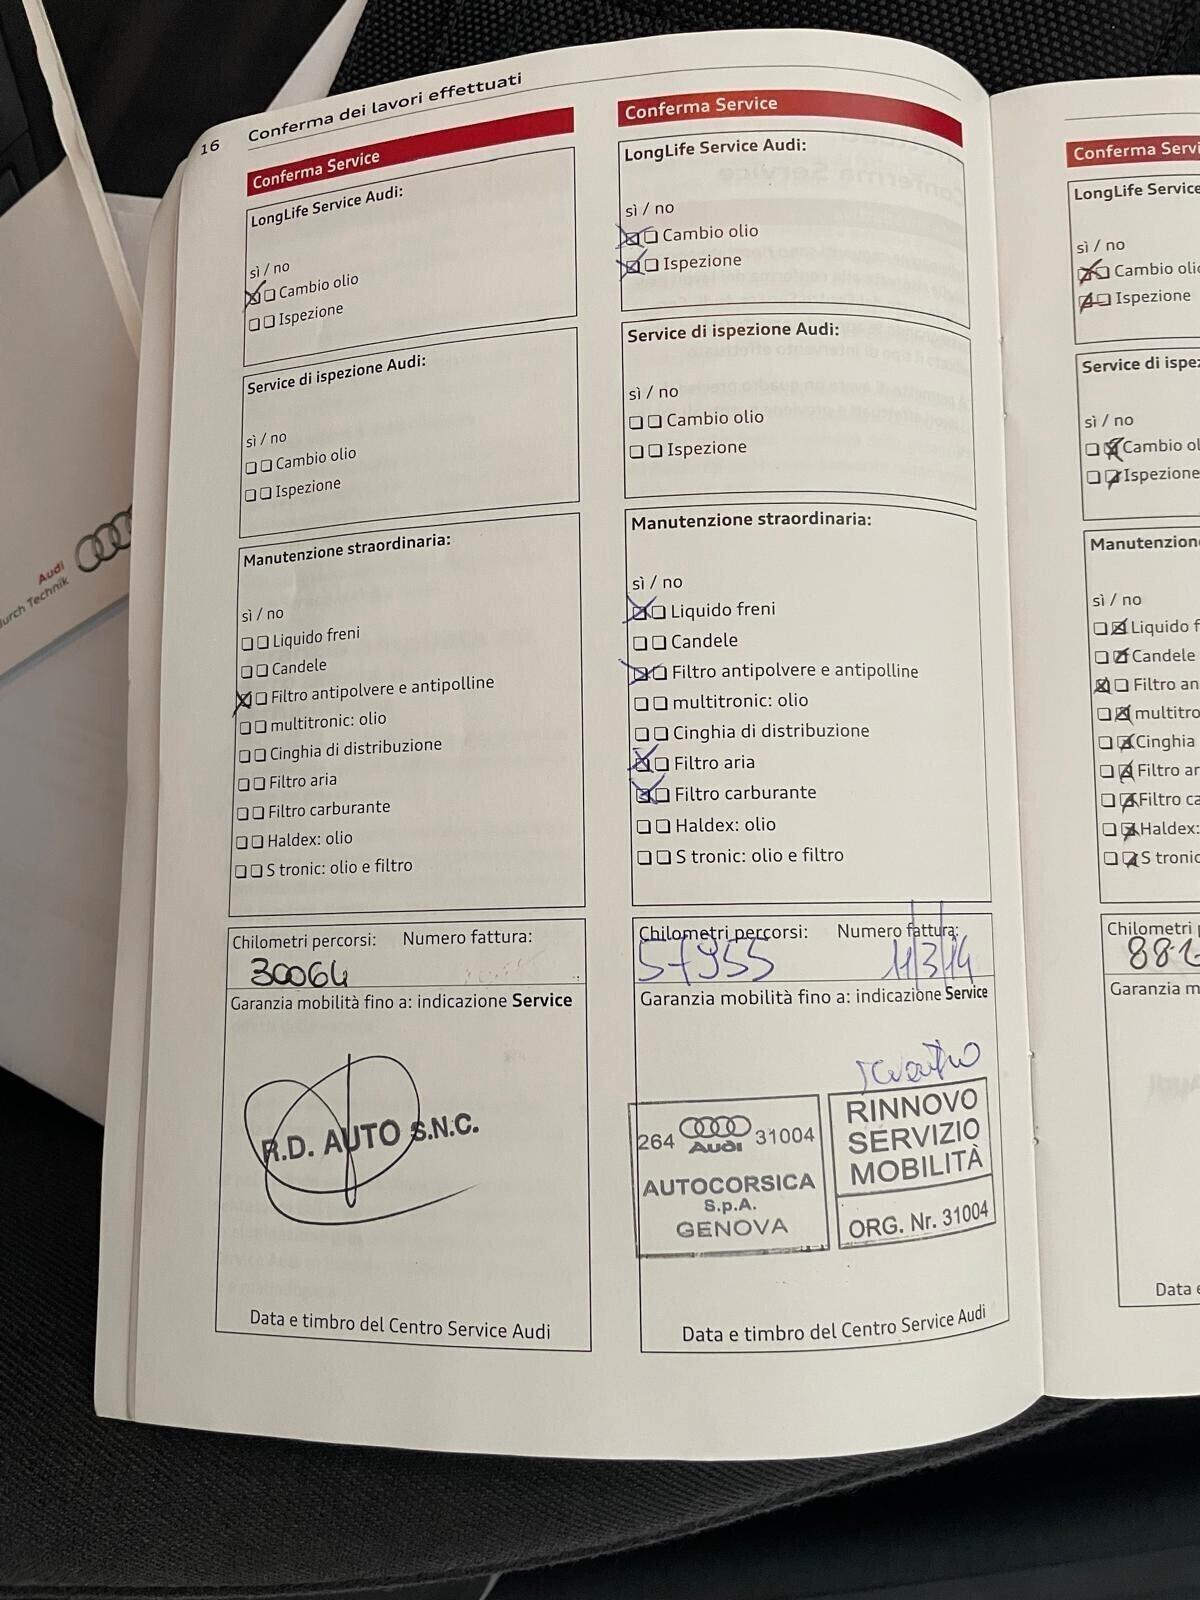 16 Conferma dei lavori effettuati
Conferma Service
LongLife Service Audi:
sì / no
Cambio olio
Ispezione
Service di ispezione Audi:
sì / no
Cambio olio
Ispezione
Manutenzione straordinaria:
sì / no
Liquido freni
Candele
Filtro antipolvere e antipolline
multitronic: olio
Cinghia di distribuzione
Filtro aria
Filtro carburante
Haldex: olio
S tronic: olio e filtro
Chilometri percorsi: Numero fattura:
30064
Garanzia mobilità fino a: indicazione Service
R.D. AUTO S.N.C.
Data e timbro del Centro Service Audi
Conferma Service
LongLife Service Audi:
sì / no
Cambio olio
Ispezione
Service di ispezione Audi:
sì / no
Cambio olio
Ispezione
Manutenzione straordinaria:
sì / no
Liquido freni
Candele
Filtro antipolvere e antipolline
multitronic: olio
Cinghia di distribuzione
Filtro aria
Filtro carburante
Haldex: olio
S tronic: olio e filtro
Chilometri percorsi: Numero fattura:
57955 11/3/14
Garanzia mobilità fino a: indicazione Service
264 Audi 31004
AUTOCORSICA
S.p.A.
GENOVA
RINNOVO
SERVIZIO
MOBILITÀ
ORG. Nr. 31004
Data e timbro del Centro Service Audi
Conferma Servi
LongLife Service
sì / no
Cambio olio
Ispezione
Service di ispez
sì / no
Cambio ol
Ispezione
Manutenzion
sì / no
Liquido f
Candele
Filtro an
multitro
Cinghia
Filtro ar
Filtro ca
Haldex:
S tronic
Chilometri
Garanzia m
Data e
Audi
durch Technik